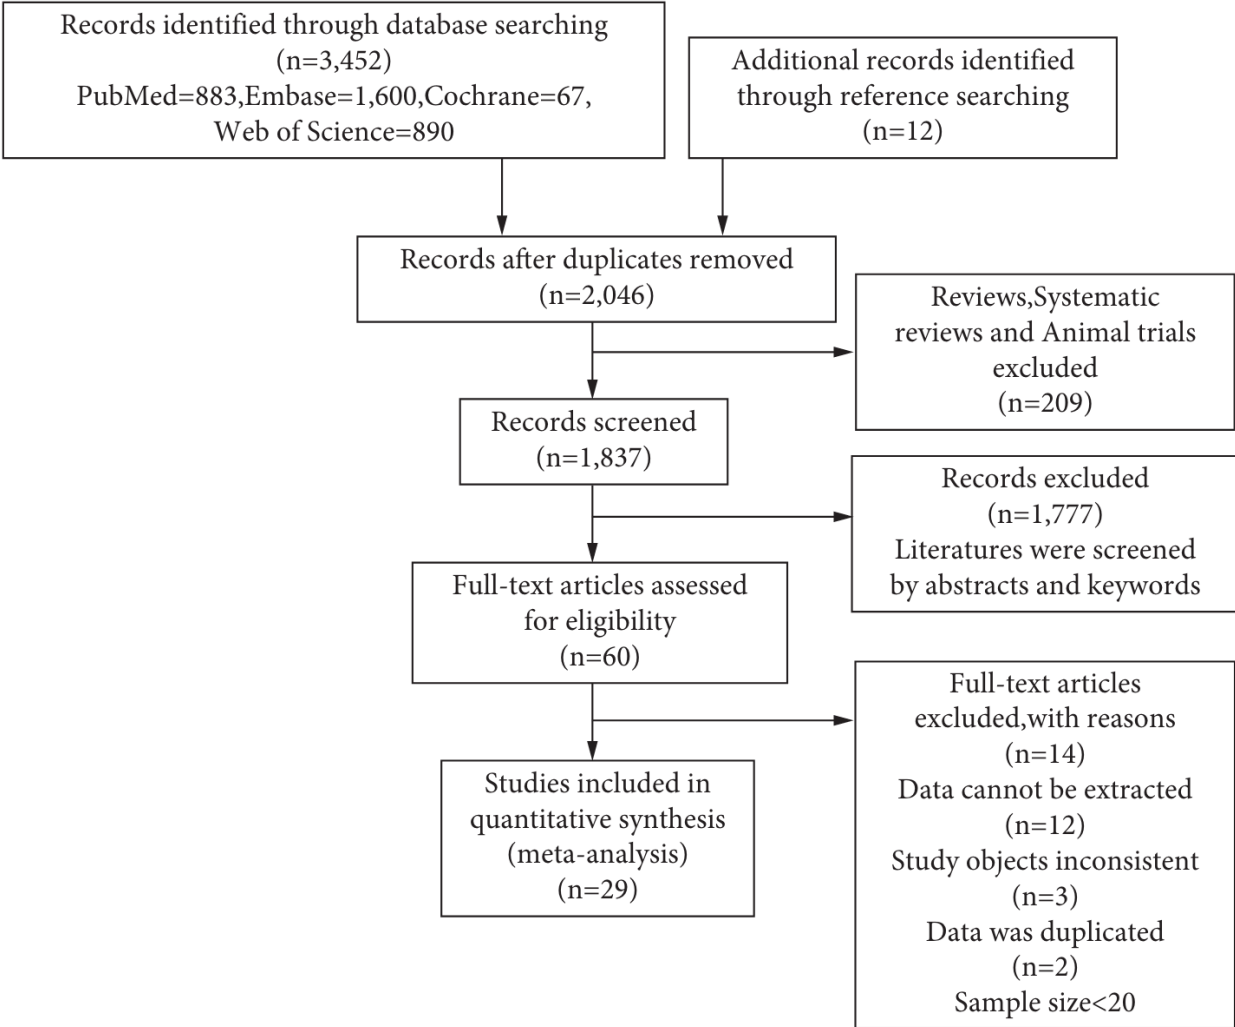 Records identified through database searching
(n=3,452)
PubMed=883,Embase=1,600,Cochrane=67,
Web of Science=890
Additional records identified
through reference searching
(n=12)
Records after duplicates removed
(n=2,046)
Reviews,Systematic
reviews and Animal trials
excluded
(n=209)
Records screened
(n=1,837)
Records excluded
(n=1,777)
Literatures were screened
by abstracts and keywords
Full-text articles assessed
for eligibility
(n=60)
Full-text articles
excluded,with reasons
(n=14)
Data cannot be extracted
(n=12)
Study objects inconsistent
(n=3)
Data was duplicated
(n=2)
Sample size<20
Studies included in
quantitative synthesis
(meta-analysis)
(n=29)